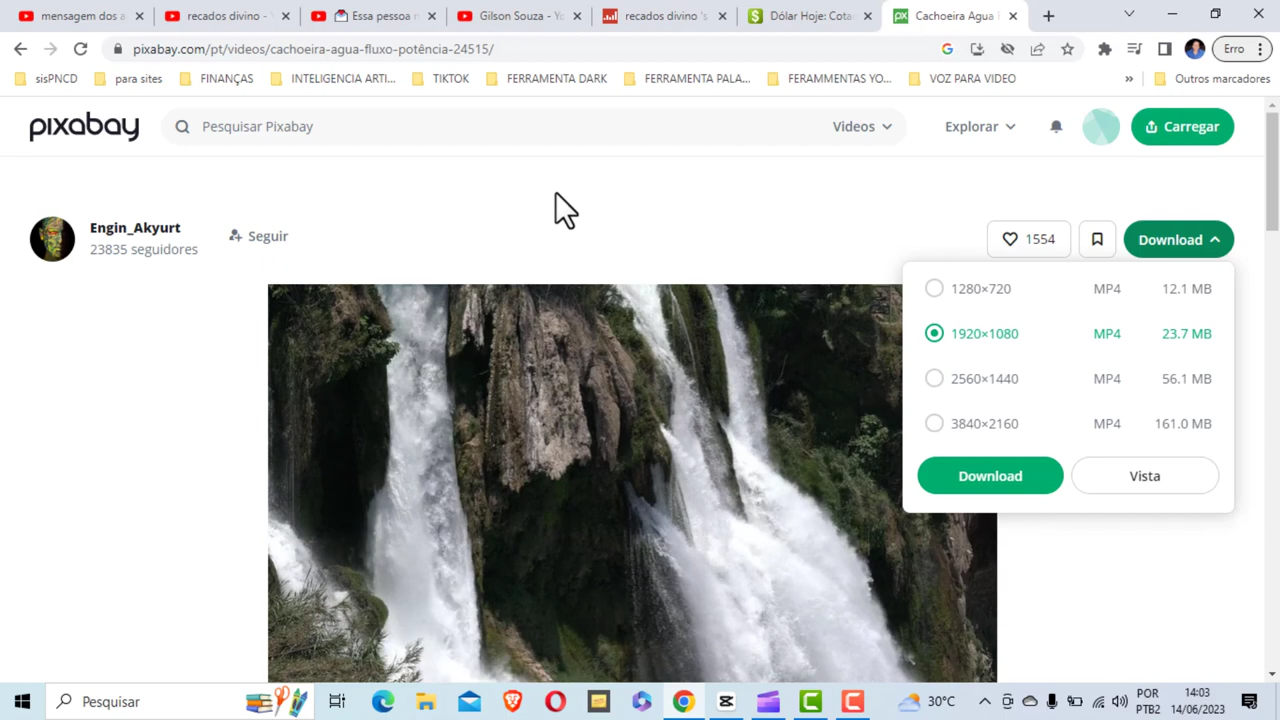 mensagem dos a
recados divino - Y
Essa pessoa r
Gilson Souza - Yo
recados divino 's
Dólar Hoje: Cota
Cachoeira Agua F
pixabay.com/pt/videos/cachoeira-agua-fluxo-potência-24515/
Erro
sisPNCD
para sites
FINANÇAS
INTELIGENCIA ARTI...
TIKTOK
FERRAMENTA DARK
FERRAMENTA PALA...
FERAMMENTAS YO...
VOZ PARA VIDEO
»
Outros marcadores
pixabay
Pesquisar Pixabay
Videos
Explorar
Carregar
Engin_Akyurt
23835 seguidores
Seguir
1554
Download
1280×720 MP4 12.1 MB
1920×1080 MP4 23.7 MB
2560×1440 MP4 56.1 MB
3840×2160 MP4 161.0 MB
Download
Vista
Pesquisar
30°C
POR
PTB2
14:03
14/06/2023